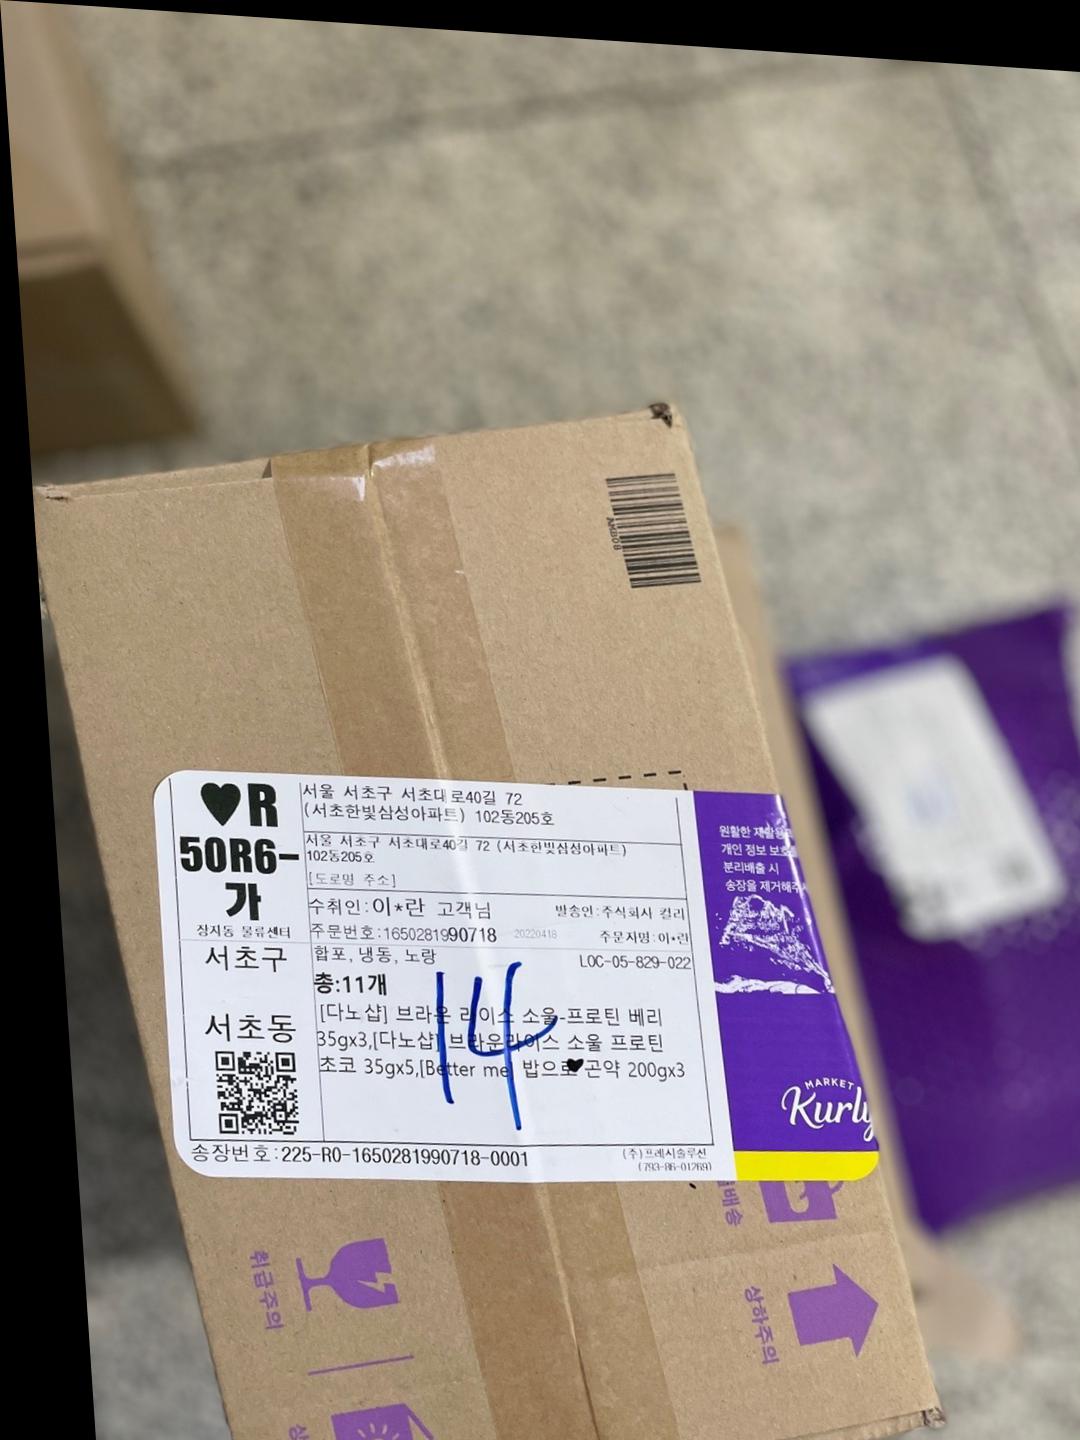 AKB08
♥R
50R6-
가
장지동 물류센터
서초구
서초동
서울 서초구 서초대로40길 72
(서초한빛삼성아파트) 102동205호
서울 서초구 서초대로40길 72 (서초한빛삼성아파트)
102동205호
[도로명 주소]
수취인:이*란 고객님 발송인:주식회사 컬리
주문번호:1650281990718 20220418 주문자명:이*란
합포, 냉동, 노랑 LOC-05-829-022
총:11개
[다노샵] 브라운 라이스 소울-프로틴 베리
35gx3,[다노샵] 브라운라이스 소울 프로틴
초코 35gx5,[Better me] 밥으로♥곤약 200gx3
14
송장번호:225-R0-1650281990718-0001
(주)프레시솔루션
(793-86-01269)
원활한 재활용과
개인 정보 보호를
분리배출 시
송장을 제거해주
MARKET
Kurly
배송
취급주의
상하주의